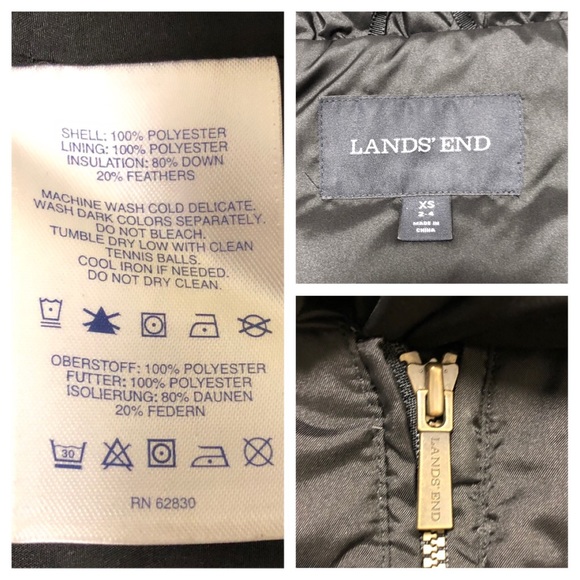 SHELL: 100% POLYESTER
LINING: 100% POLYESTER
INSULATION: 80% DOWN
20% FEATHERS
MACHINE WASH COLD DELICATE.
WASH DARK COLORS SEPARATELY.
DO NOT BLEACH.
TUMBLE DRY LOW WITH CLEAN
TENNIS BALLS.
COOL IRON IF NEEDED.
DO NOT DRY CLEAN.
OBERSTOFF: 100% POLYESTER
FUTTER: 100% POLYESTER
ISOLIERUNG: 80% DAUNEN
20% FEDERN
30
RN 62830
LANDS' END
XS
2-4
MADE IN
CHINA
LANDS' END